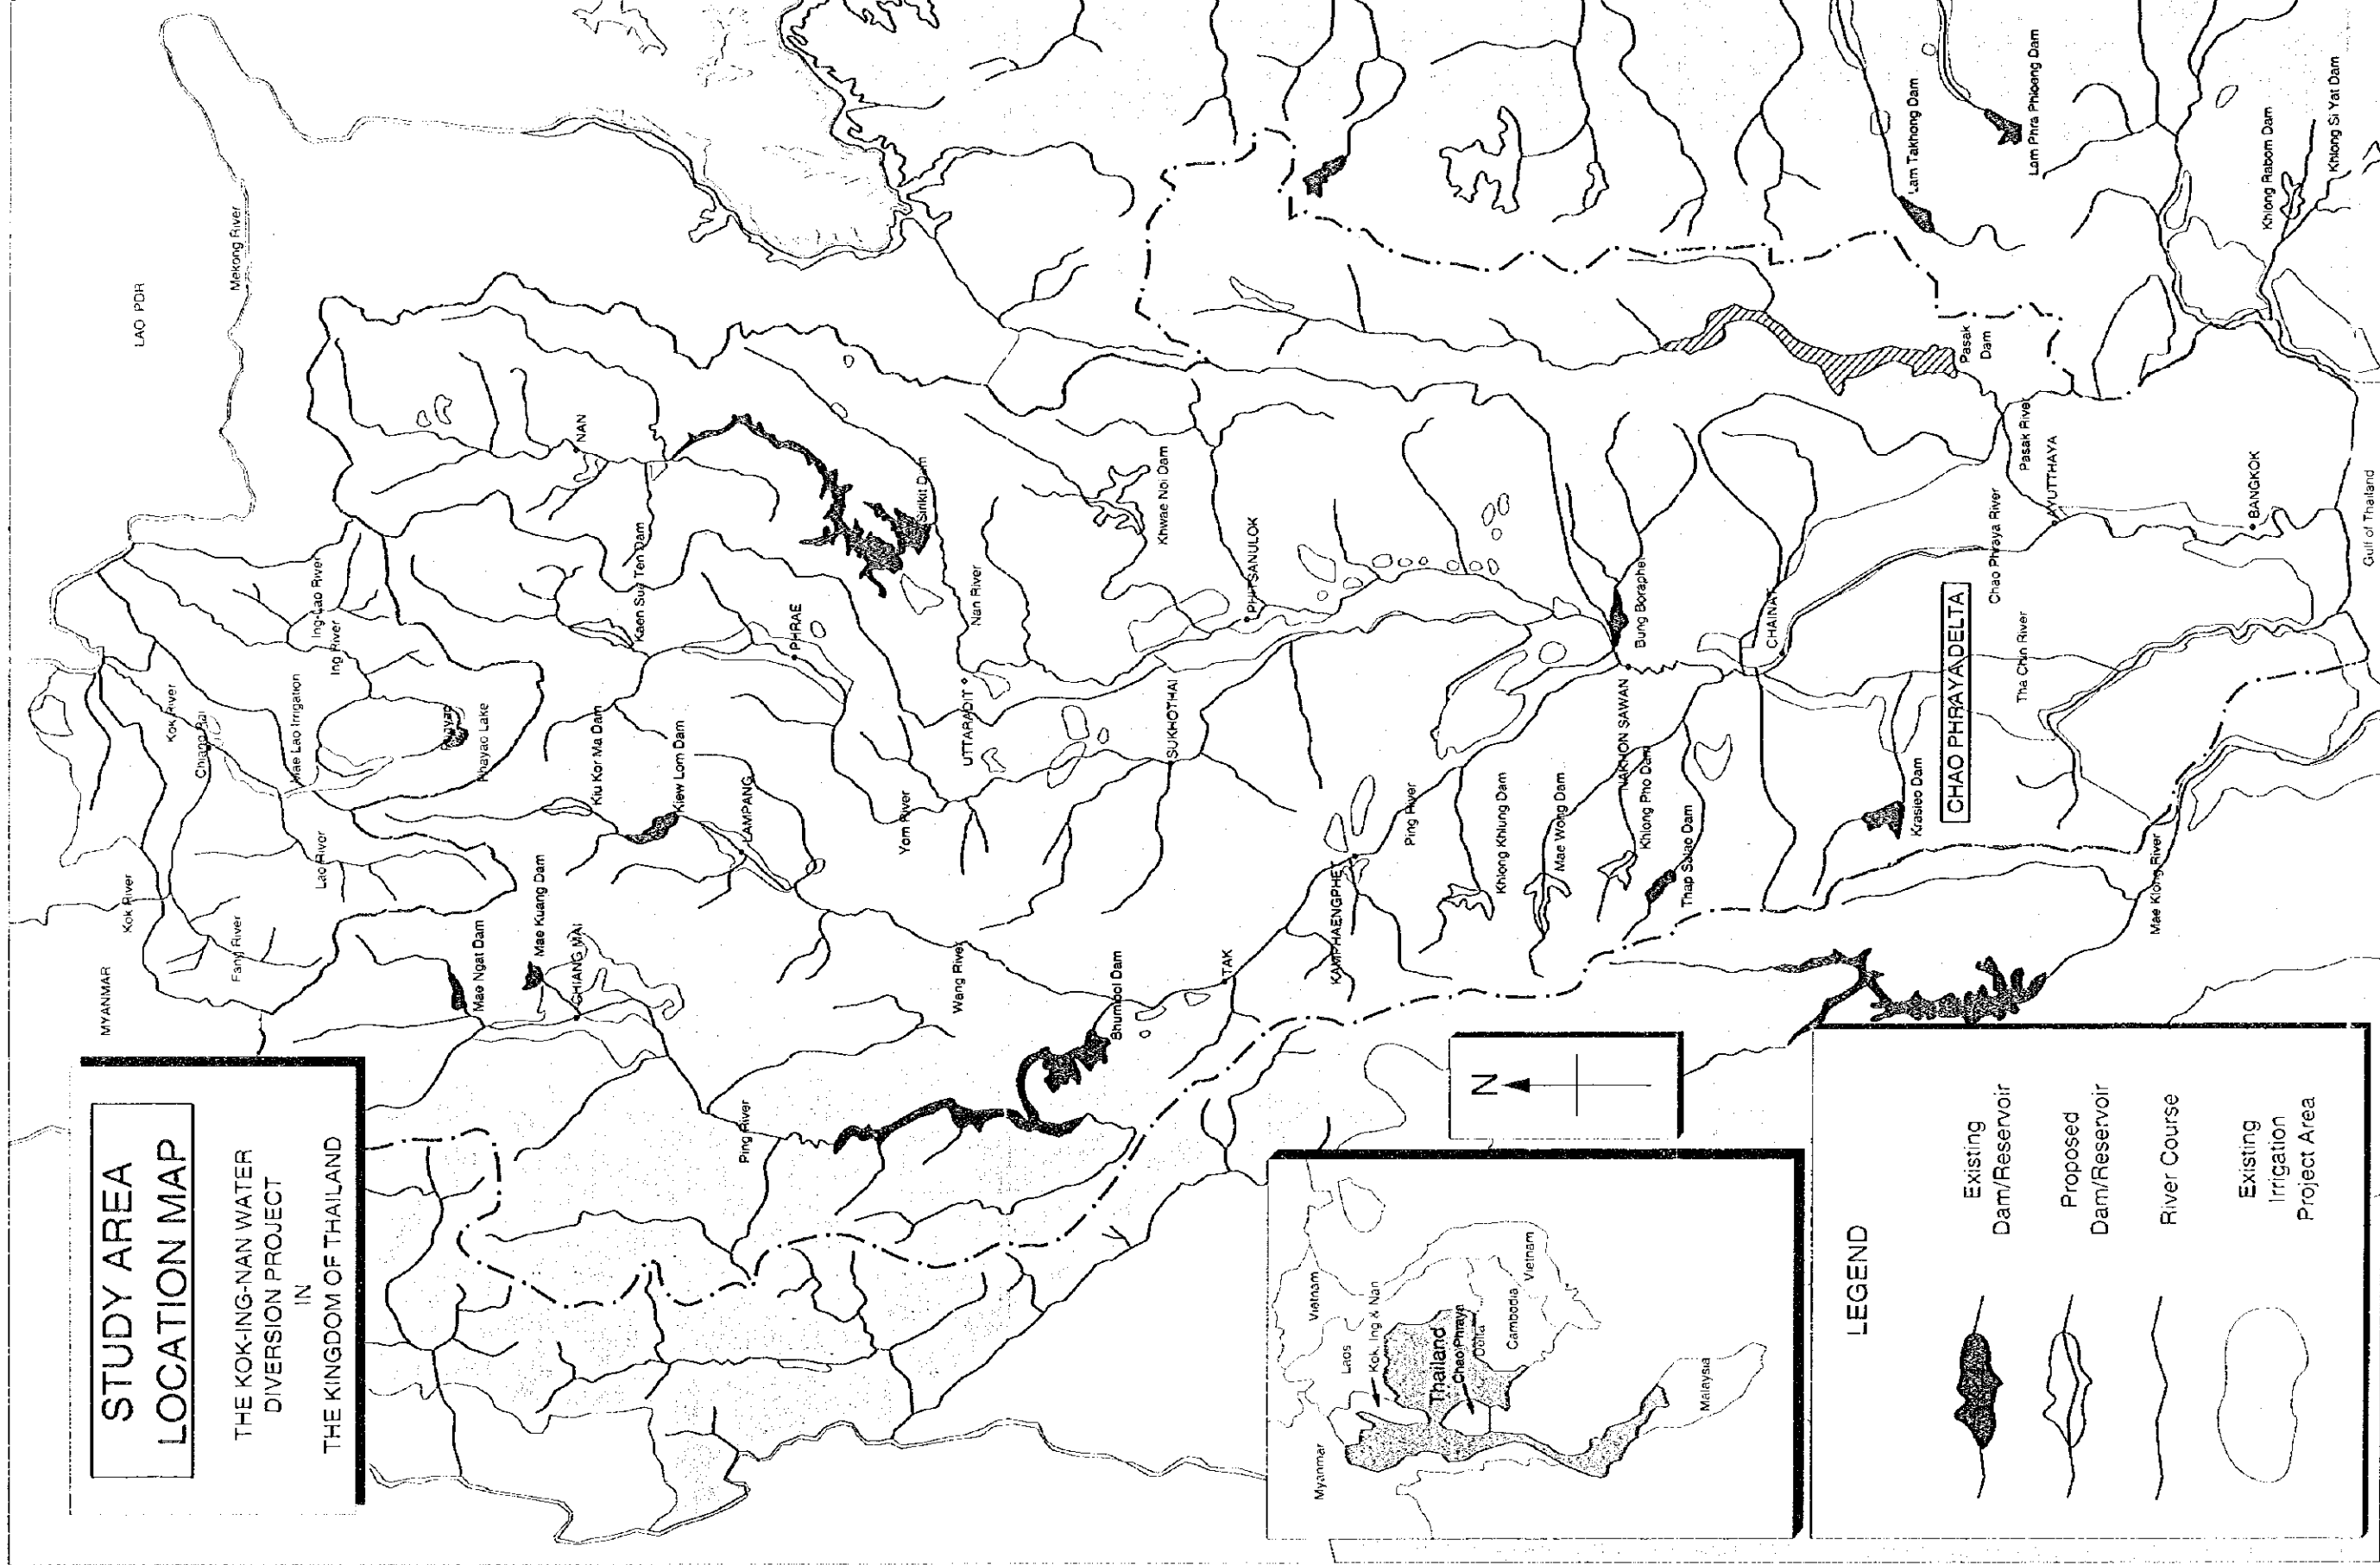 STUDY AREA
LOCATION MAP
THE KOK-ING-NAN WATER
DIVERSION PROJECT
IN
THE KINGDOM OF THAILAND
MYANMAR
LAO PDR
Mekong River
Kok River
Kok River
Fang River
Chiang Rai
Mae Lao Irrigation
Lao River
Ing River
Ing-Lao River
Phayao
Phayao Lake
NAN
Mae Ngat Dam
Mae Kuang Dam
CHIANG MAI
Kiu Kor Ma Dam
Kiew Lom Dam
LAMPANG
Kaen Sua Ten Dam
PHRAE
Sirikit Dam
Ping River
Wang River
Yom River
UTTARADIT
Nan River
Bhumibol Dam
TAK
SUKHOTHAI
Khwae Noi Dam
PHITSANULOK
KAMPHAENGPHET
Ping River
Khlong Khlung Dam
Mae Wong Dam
Khlong Pho Dam
Thap Salao Dam
NAKHON SAWAN
Bung Boraphet
CHAINAT
Krasieo Dam
CHAO PHRAYA DELTA
Tha Chin River
Chao Phraya River
Pasak
Dam
Pasak River
AYUTTHAYA
BANGKOK
Mae Klong River
Lam Takhong Dam
Lam Phra Phloong Dam
Khlong Rabom Dam
Khlong Si Yat Dam
Gulf of Thailand
N
Myanmar
Laos
Vietnam
Kok, Ing & Nan
Thailand
Chao Phraya
Delta
Cambodia
Vietnam
Malaysia
LEGEND
Existing
Dam/Reservoir
Proposed
Dam/Reservoir
River Course
Existing
Irrigation
Project Area